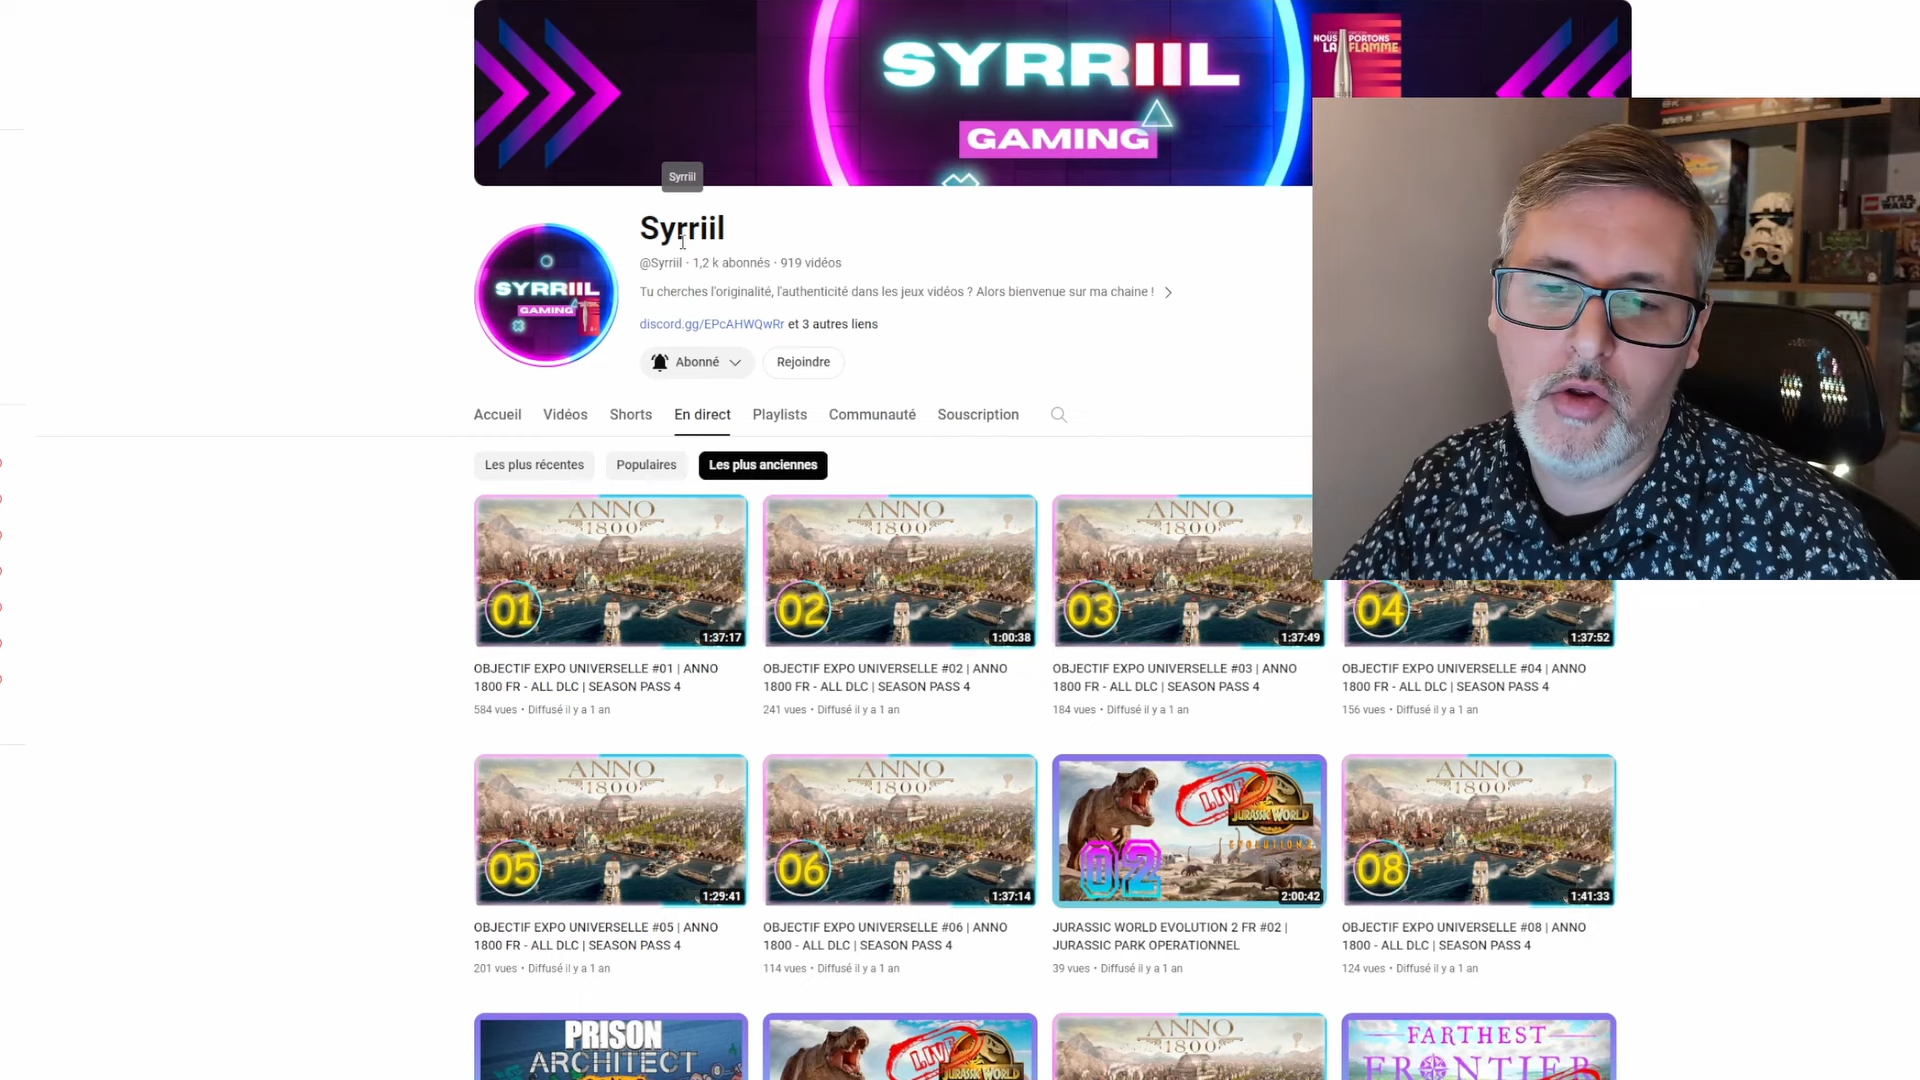 SYRRIIL
GAMING
NOUS PORTONS
LA FLAMME
Syrriil
SYRRIIL
GAMING
Syrriil
@Syrriil · 1,2 k abonnés · 919 vidéos
Tu cherches l'originalité, l'authenticité dans les jeux vidéos ? Alors bienvenue sur ma chaine !
discord.gg/EPcAHWQwRr et 3 autres liens
Abonné
Rejoindre
Accueil Vidéos Shorts En direct Playlists Communauté Souscription
Les plus récentes Populaires Les plus anciennes
STAR WARS
ANNO
1800
01
1:37:17
ANNO
1800
02
1:00:38
ANNO
1800
03
1:37:49
04
1:37:52
OBJECTIF EXPO UNIVERSELLE #01 | ANNO
1800 FR - ALL DLC | SEASON PASS 4
584 vues • Diffusé il y a 1 an
OBJECTIF EXPO UNIVERSELLE #02 | ANNO
1800 FR - ALL DLC | SEASON PASS 4
241 vues • Diffusé il y a 1 an
OBJECTIF EXPO UNIVERSELLE #03 | ANNO
1800 FR - ALL DLC | SEASON PASS 4
184 vues • Diffusé il y a 1 an
OBJECTIF EXPO UNIVERSELLE #04 | ANNO
1800 FR - ALL DLC | SEASON PASS 4
156 vues • Diffusé il y a 1 an
ANNO
1800
05
1:29:41
ANNO
1800
06
1:37:14
LIVE
JURASSIC WORLD
EVOLUTION 2
02
2:00:42
ANNO
1800
08
1:41:33
OBJECTIF EXPO UNIVERSELLE #05 | ANNO
1800 FR - ALL DLC | SEASON PASS 4
201 vues • Diffusé il y a 1 an
OBJECTIF EXPO UNIVERSELLE #06 | ANNO
1800 - ALL DLC | SEASON PASS 4
114 vues • Diffusé il y a 1 an
JURASSIC WORLD EVOLUTION 2 FR #02 |
JURASSIC PARK OPERATIONNEL
39 vues • Diffusé il y a 1 an
OBJECTIF EXPO UNIVERSELLE #08 | ANNO
1800 - ALL DLC | SEASON PASS 4
124 vues • Diffusé il y a 1 an
PRISON
ARCHITECT
LIVE
JURASSIC WORLD
ANNO
1800
FARTHEST
FRONTIER